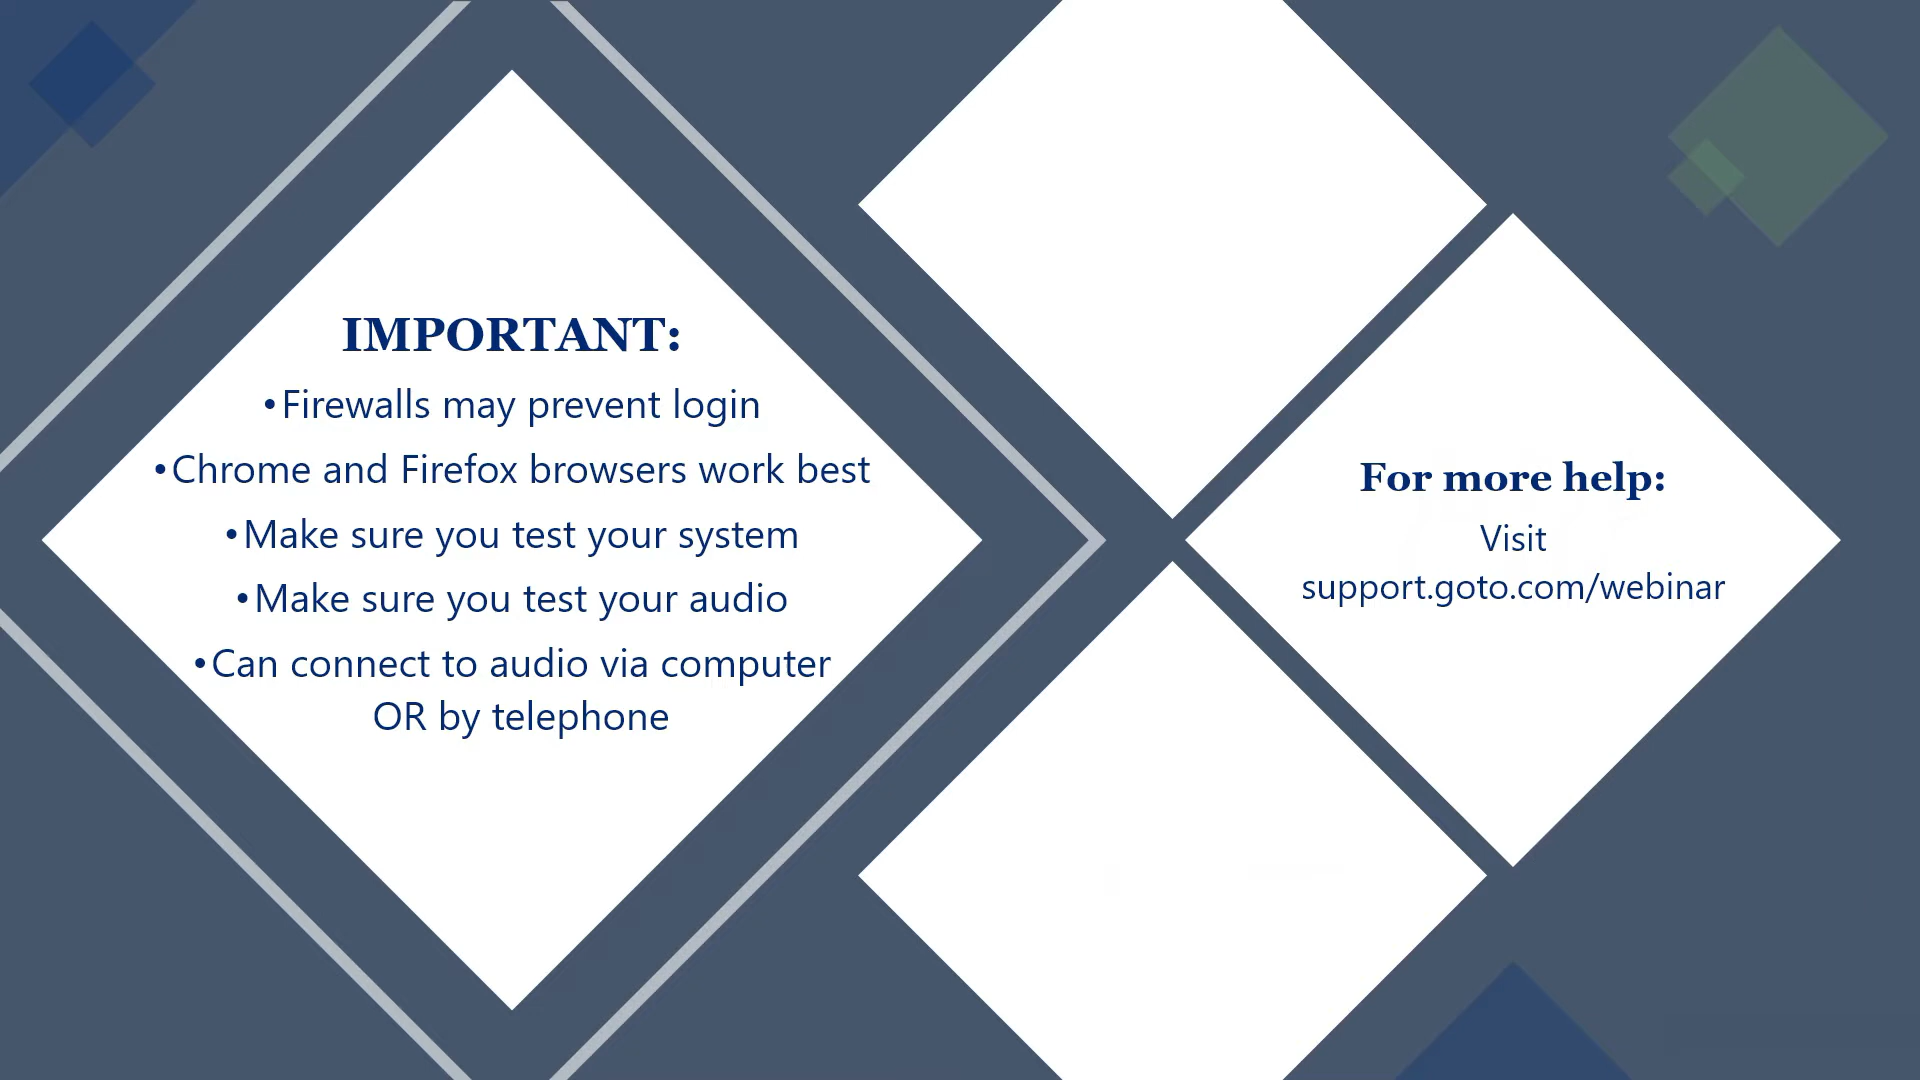 IMPORTANT:
•Firewalls may prevent login
•Chrome and Firefox browsers work best
•Make sure you test your system
•Make sure you test your audio
•Can connect to audio via computer
OR by telephone
For more help:
Visit
support.goto.com/webinar